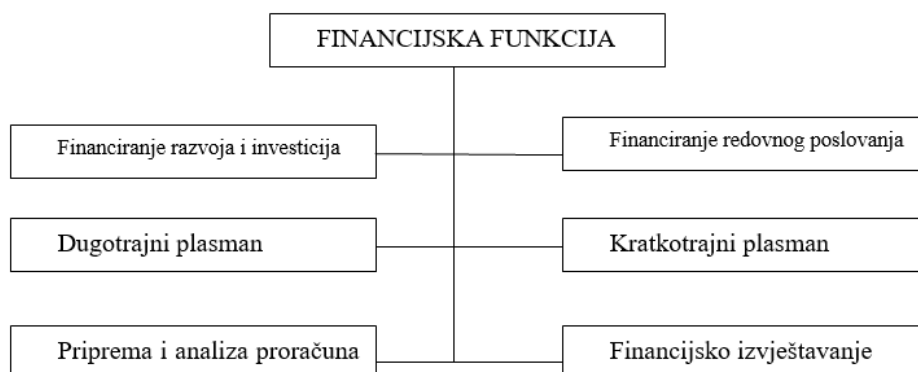 FINANCIJSKA FUNKCIJA
Financiranje razvoja i investicija
Financiranje redovnog poslovanja
Dugotrajni plasman
Kratkotrajni plasman
Priprema i analiza proračuna
Financijsko izvještavanje